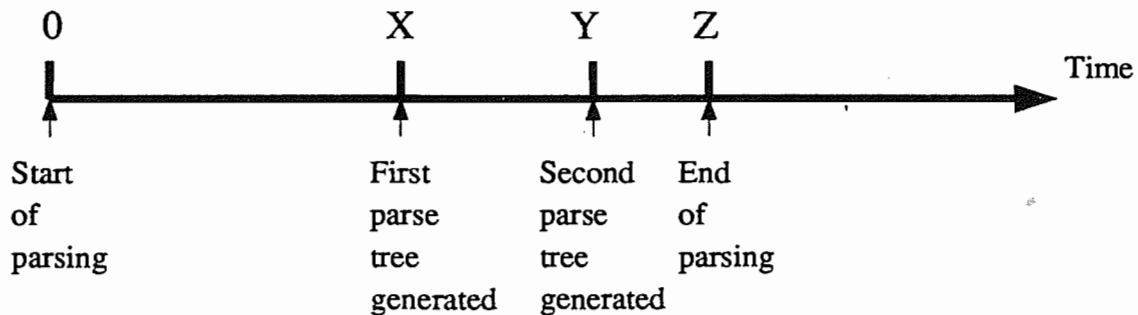 0 X Y Z
Time
Start
of
parsing
First
parse
tree
generated
Second
parse
tree
generated
End
of
parsing